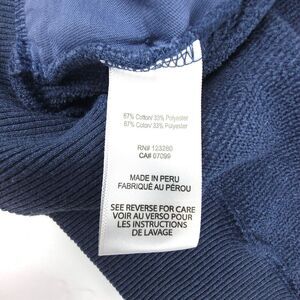 67% Cotton/ 33% Polyester
67% Coton/ 33% Polyester
RN# 123260
CA# 07099
MADE IN PERU
FABRIQUÉ AU PÉROU
SEE REVERSE FOR CARE
VOIR AU VERSO POUR
LES INSTRUCTIONS
DE LAVAGE